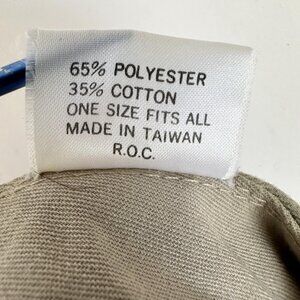 65% POLYESTER
35% COTTON
ONE SIZE FITS ALL
MADE IN TAIWAN
R.O.C.